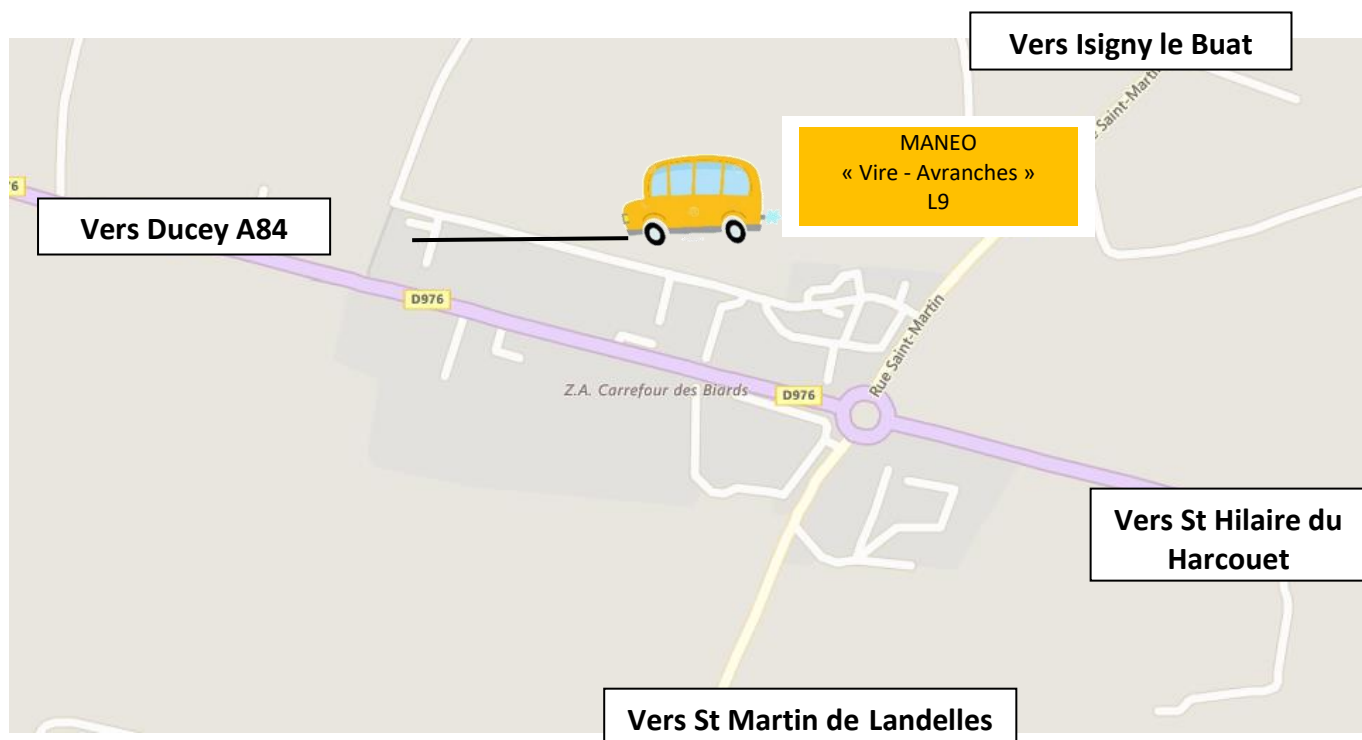 Vers Isigny le Buat
Saint-Martin
MANEO
« Vire - Avranches »
L9
Vers Ducey A84
D976
Rue Saint-Martin
Z.A. Carrefour des Biards
D976
Vers St Hilaire du
Harcouet
Vers St Martin de Landelles